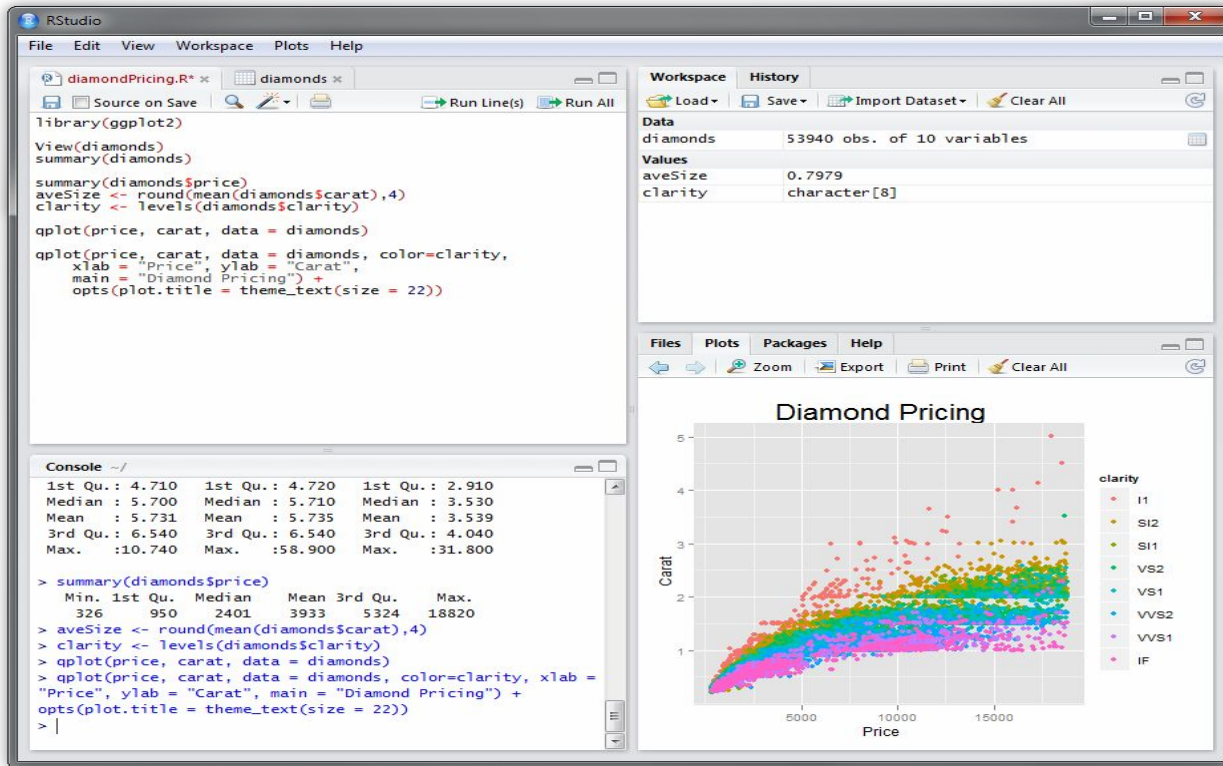 RStudio
File Edit View Workspace Plots Help
diamondPricing.R* × diamonds ×
Source on Save Run Line(s) Run All
library(ggplot2)
View(diamonds)
summary(diamonds)
summary(diamonds$price)
aveSize <- round(mean(diamonds$carat),4)
clarity <- levels(diamonds$clarity)
qplot(price, carat, data = diamonds)
qplot(price, carat, data = diamonds, color=clarity,
xlab = "Price", ylab = "Carat",
main = "Diamond Pricing") +
opts(plot.title = theme_text(size = 22))
Console ~/
1st Qu.: 4.710 1st Qu.: 4.720 1st Qu.: 2.910
Median : 5.700 Median : 5.710 Median : 3.530
Mean : 5.731 Mean : 5.735 Mean : 3.539
3rd Qu.: 6.540 3rd Qu.: 6.540 3rd Qu.: 4.040
Max. :10.740 Max. :58.900 Max. :31.800
> summary(diamonds$price)
Min. 1st Qu. Median Mean 3rd Qu. Max.
326 950 2401 3933 5324 18820
> aveSize <- round(mean(diamonds$carat),4)
> clarity <- levels(diamonds$clarity)
> qplot(price, carat, data = diamonds)
> qplot(price, carat, data = diamonds, color=clarity, xlab =
"Price", ylab = "Carat", main = "Diamond Pricing") +
opts(plot.title = theme_text(size = 22))
>
Workspace History
Load Save Import Dataset Clear All
Data
diamonds 53940 obs. of 10 variables
Values
aveSize 0.7979
clarity character[8]
Files Plots Packages Help
Zoom Export Print Clear All
Diamond Pricing
5
4
3
2
1
Carat
5000 10000 15000
Price
clarity
I1
SI2
SI1
VS2
VS1
VVS2
VVS1
IF